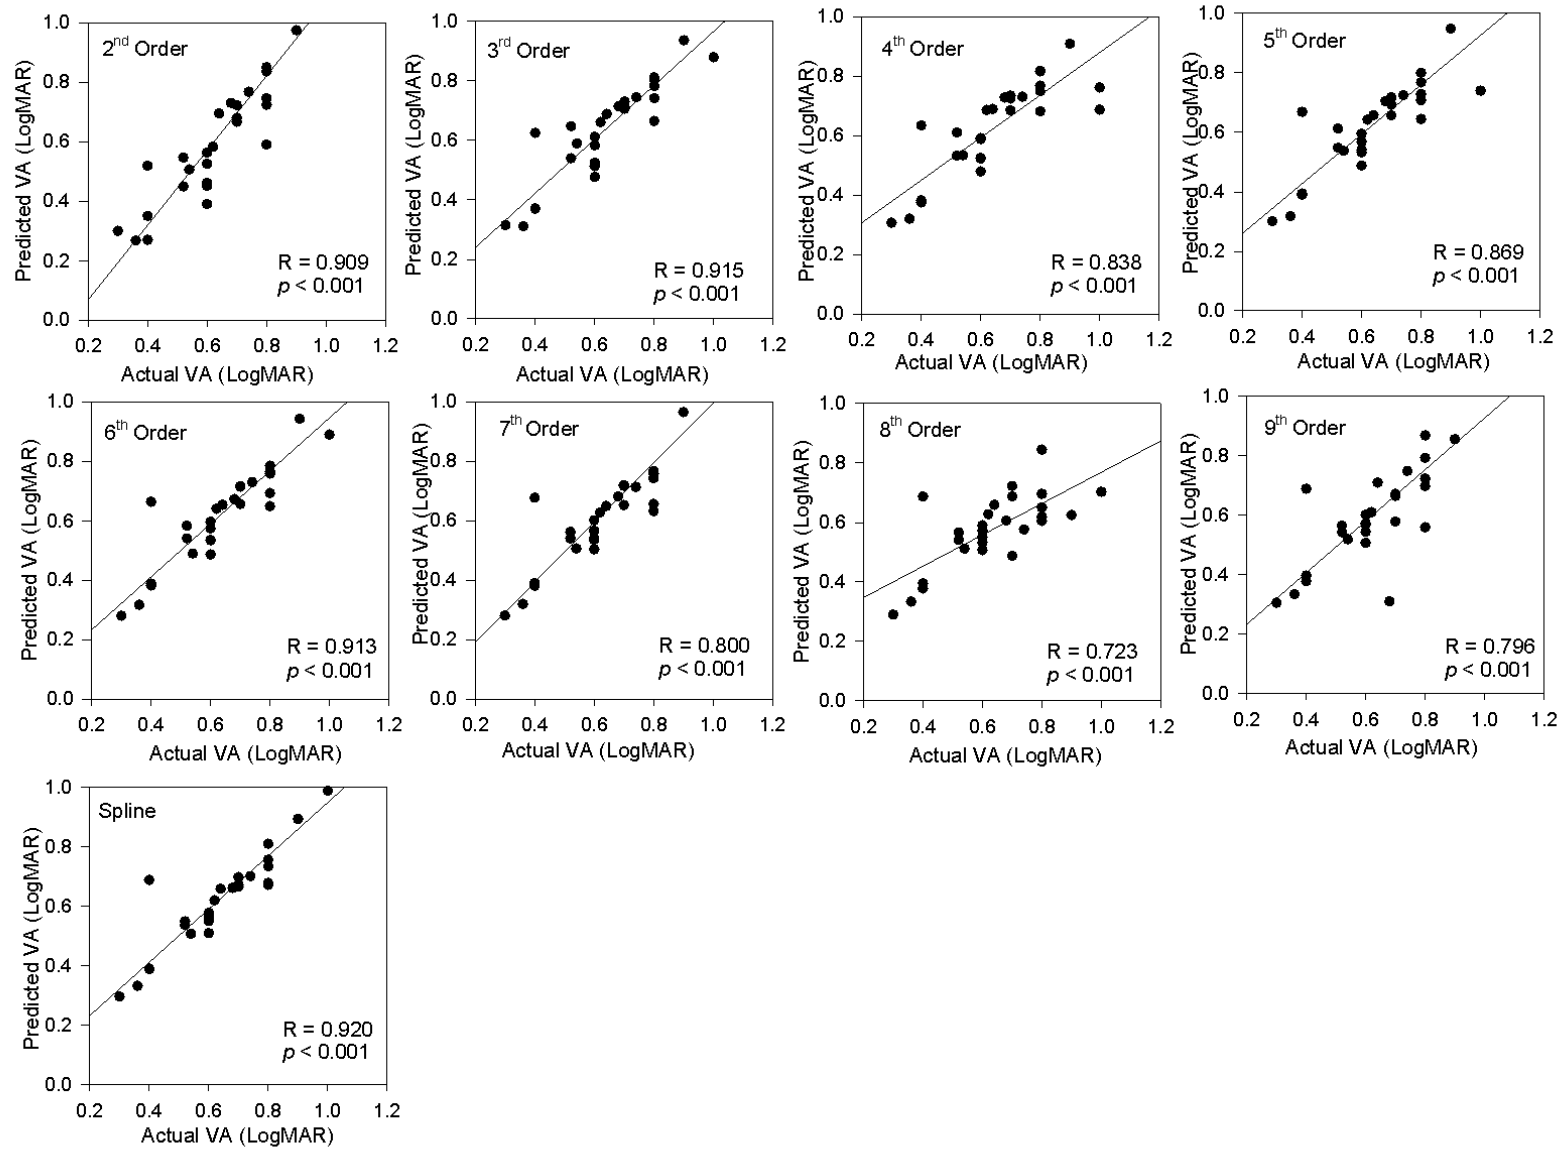 2nd Order
R = 0.909
p < 0.001
1.0
0.8
0.6
0.4
0.2
0.0
0.2 0.4 0.6 0.8 1.0 1.2
Predicted VA (LogMAR)
Actual VA (LogMAR)
3rd Order
R = 0.915
p < 0.001
1.0
0.8
0.6
0.4
0.2
0.0
0.2 0.4 0.6 0.8 1.0 1.2
Predicted VA (LogMAR)
Actual VA (LogMAR)
4th Order
R = 0.838
p < 0.001
1.0
0.8
0.6
0.4
0.2
0.0
0.2 0.4 0.6 0.8 1.0 1.2
Predicted VA (LogMAR)
Actual VA (LogMAR)
5th Order
R = 0.869
p < 0.001
1.0
0.8
0.6
0.4
0.2
0.0
0.2 0.4 0.6 0.8 1.0 1.2
Predicted VA (LogMAR)
Actual VA (LogMAR)
6th Order
R = 0.913
p < 0.001
1.0
0.8
0.6
0.4
0.2
0.0
0.2 0.4 0.6 0.8 1.0 1.2
Predicted VA (LogMAR)
Actual VA (LogMAR)
7th Order
R = 0.800
p < 0.001
1.0
0.8
0.6
0.4
0.2
0.0
0.2 0.4 0.6 0.8 1.0 1.2
Predicted VA (LogMAR)
Actual VA (LogMAR)
8th Order
R = 0.723
p < 0.001
1.0
0.8
0.6
0.4
0.2
0.0
0.2 0.4 0.6 0.8 1.0 1.2
Predicted VA (LogMAR)
Actual VA (LogMAR)
9th Order
R = 0.796
p < 0.001
1.0
0.8
0.6
0.4
0.2
0.0
0.2 0.4 0.6 0.8 1.0 1.2
Predicted VA (LogMAR)
Actual VA (LogMAR)
Spline
R = 0.920
p < 0.001
1.0
0.8
0.6
0.4
0.2
0.0
0.2 0.4 0.6 0.8 1.0 1.2
Predicted VA (LogMAR)
Actual VA (LogMAR)